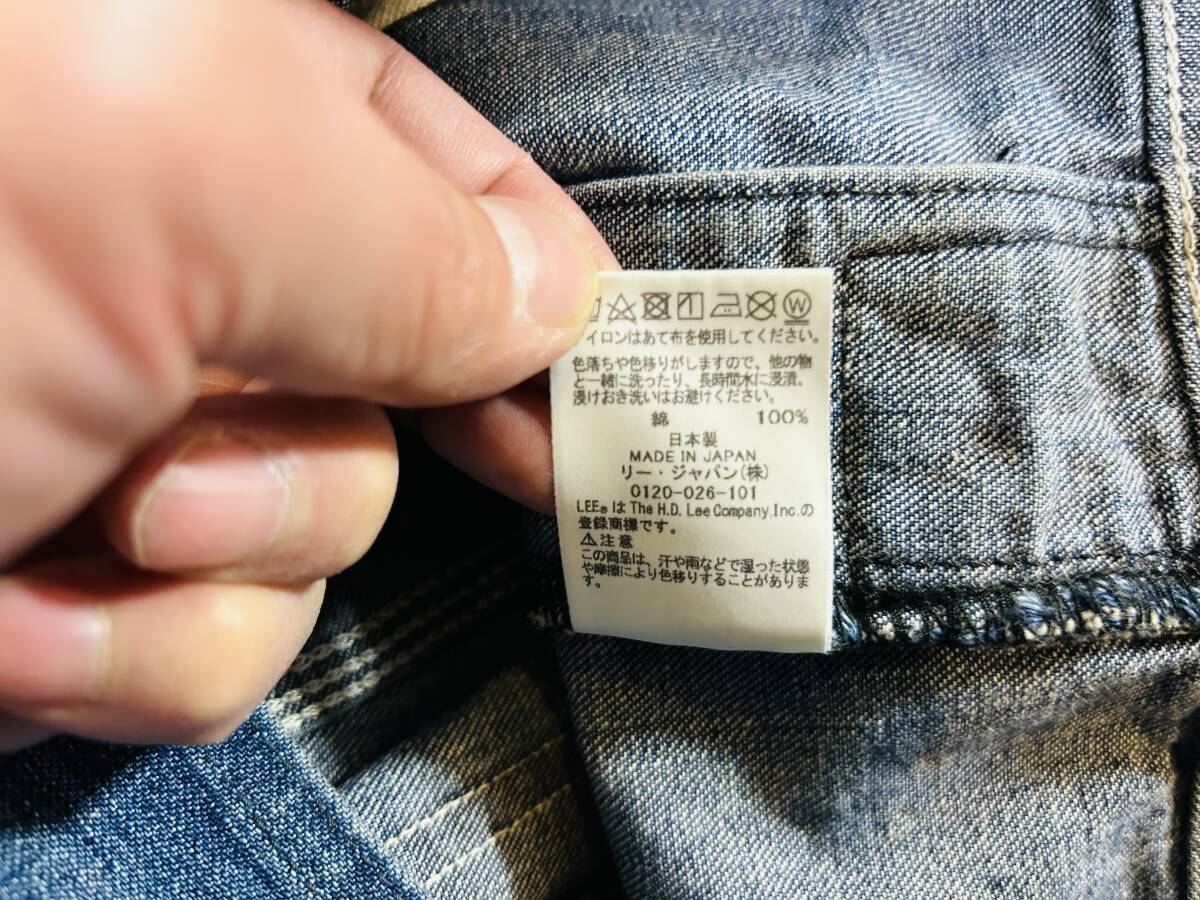 イロンはあて布を使用してください。
色落ちや色移りがしますので、他の物
と一緒に洗ったり、長時間水に浸漬、
浸けおき洗いはお避けください。
綿 100%
日本製
MADE IN JAPAN
リー・ジャパン(株)
0120-026-101
LEE®は The H.D. Lee Company,Inc.の
登録商標です。
⚠注意
この商品は、汗や雨などで湿った状態
や摩擦により色移りすることがありま
す。